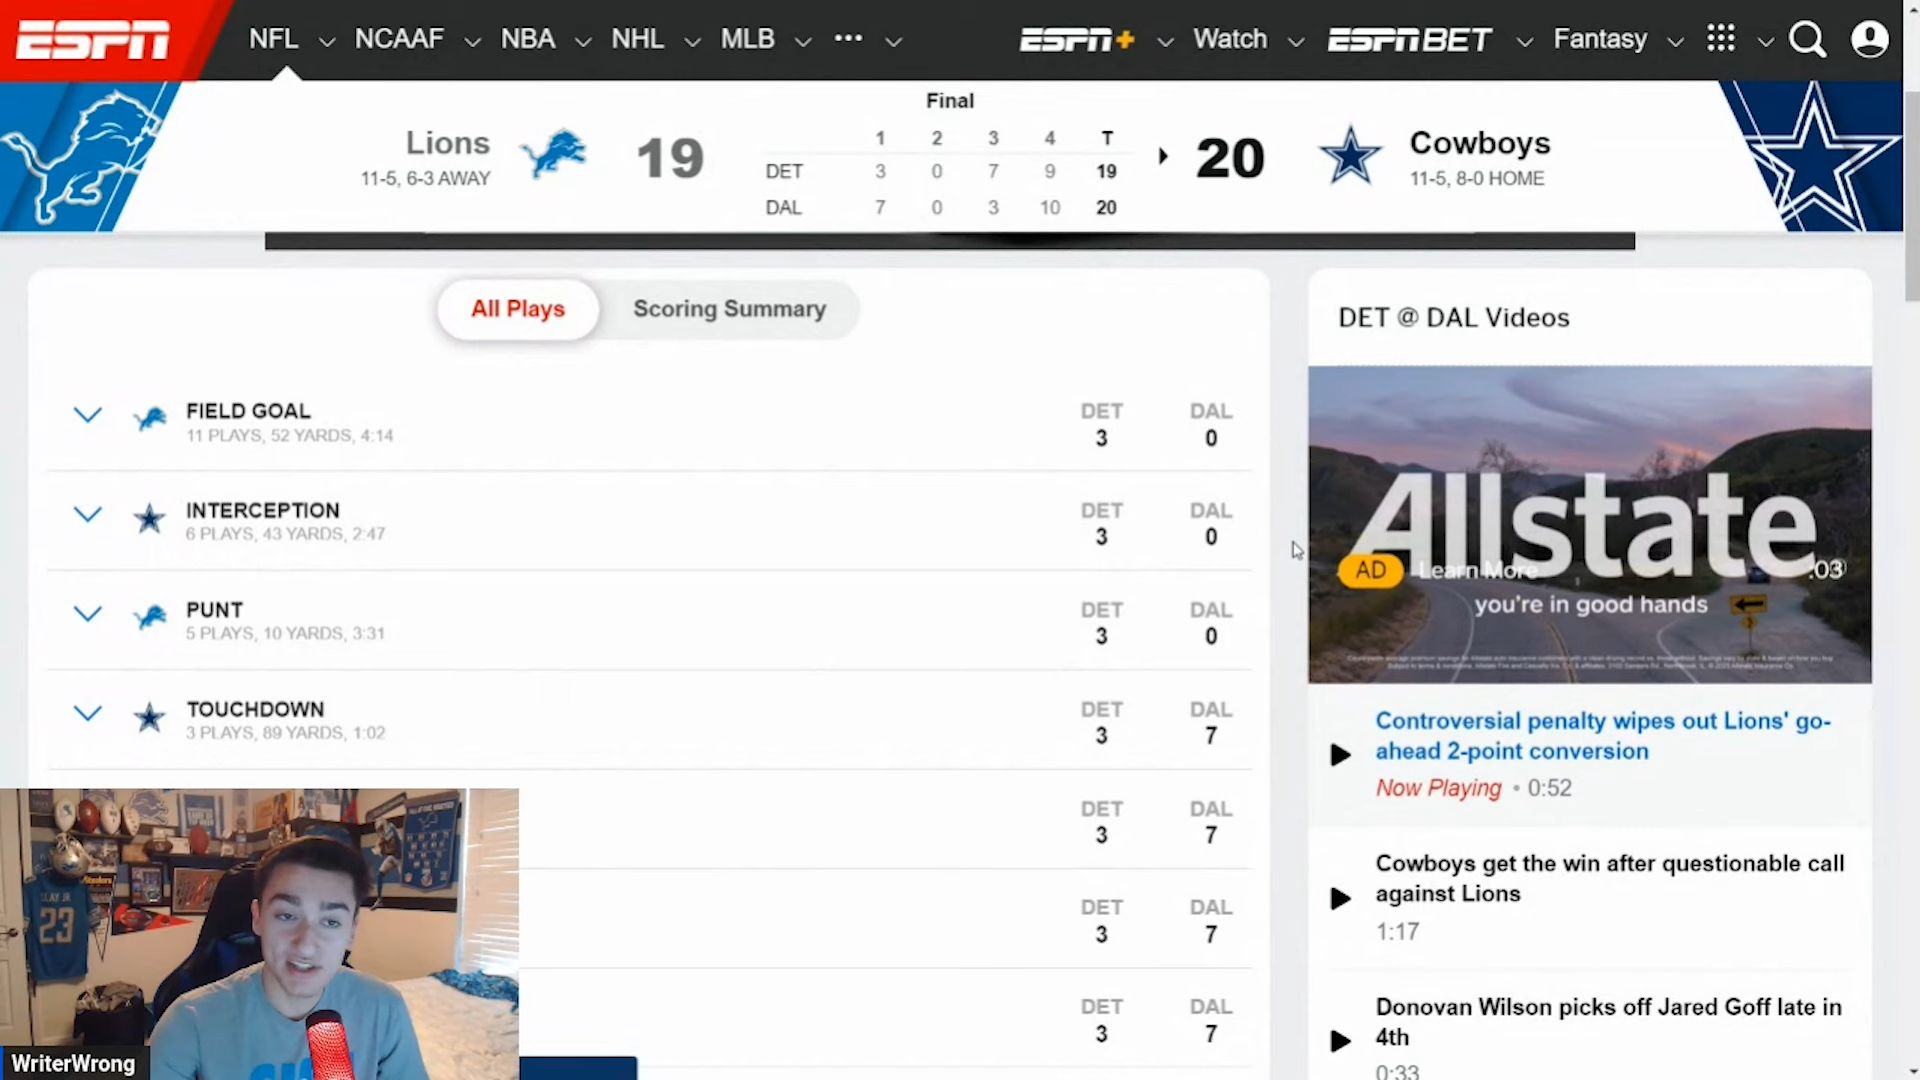 ESPN NFL NCAAF NBA NHL MLB ••• ESPN+ Watch ESPN BET Fantasy
Final
Lions
11-5, 6-3 AWAY
19
1 2 3 4 T
DET 3 0 7 9 19
DAL 7 0 3 10 20
20
Cowboys
11-5, 8-0 HOME
All Plays Scoring Summary
FIELD GOAL
11 PLAYS, 52 YARDS, 4:14
DET DAL
3 0
INTERCEPTION
6 PLAYS, 43 YARDS, 2:47
DET DAL
3 0
PUNT
5 PLAYS, 10 YARDS, 3:31
DET DAL
3 0
TOUCHDOWN
3 PLAYS, 89 YARDS, 1:02
DET DAL
3 7
DET DAL
3 7
DET DAL
3 7
DET DAL
3 7
DET @ DAL Videos
Allstate
AD Learn More :03
you're in good hands
Controversial penalty wipes out Lions' go-
ahead 2-point conversion
Now Playing • 0:52
Cowboys get the win after questionable call
against Lions
1:17
Donovan Wilson picks off Jared Goff late in
4th
0:33
SLAY JR
23
Steelers
WriterWrong